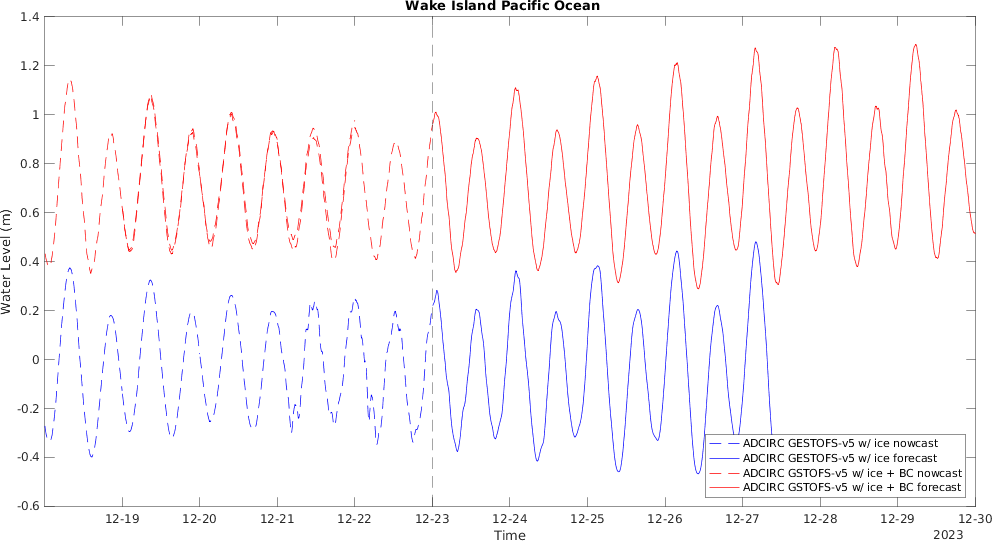 Wake Island Pacific Ocean
1.4
1.2
1
0.8
0.6
0.4
0.2
0
-0.2
-0.4
-0.6
Water Level (m)
ADCIRC GESTOFS-v5 w/ ice nowcast
ADCIRC GESTOFS-v5 w/ ice forecast
ADCIRC GSTOFS-v5 w/ ice + BC nowcast
ADCIRC GSTOFS-v5 w/ ice + BC forecast
12-19 12-20 12-21 12-22 12-23 12-24 12-25 12-26 12-27 12-28 12-29 12-30
Time
2023